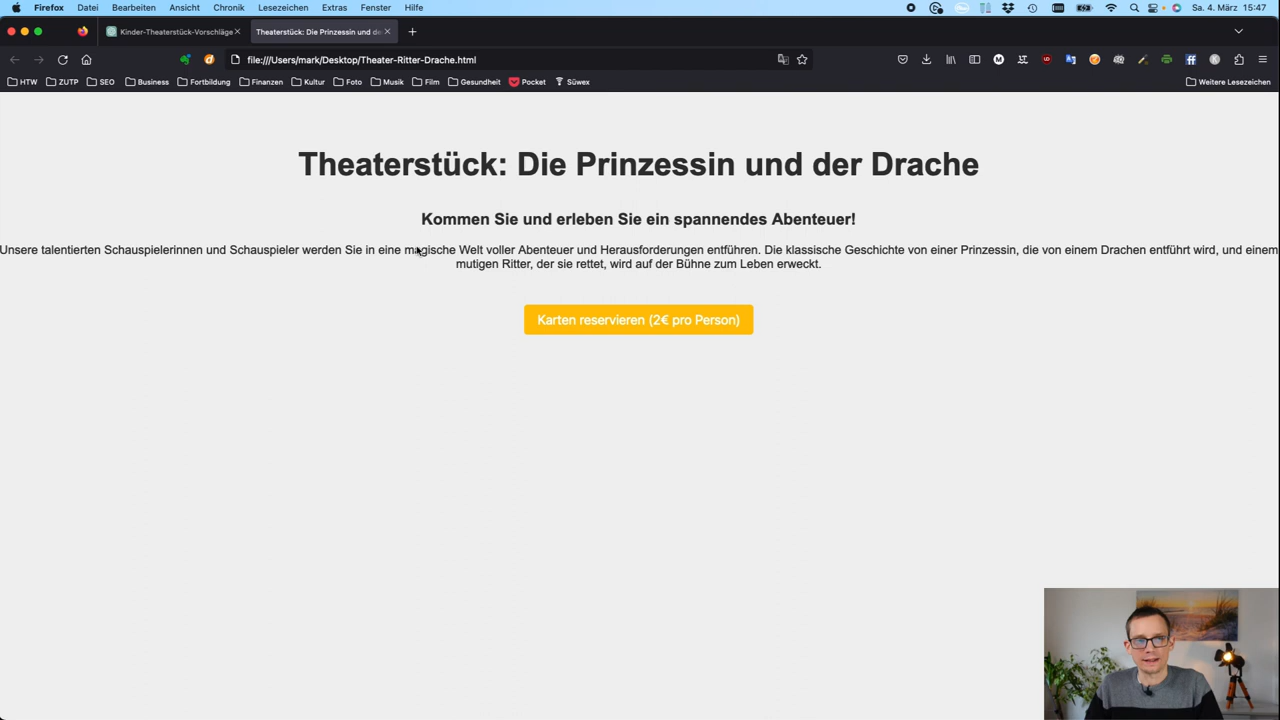 Firefox Datei Bearbeiten Ansicht Chronik Lesezeichen Extras Fenster Hilfe Sa. 4. März 15:47
Kinder-Theaterstück-Vorschläge Theaterstück: Die Prinzessin und d
file:///Users/mark/Desktop/Theater-Ritter-Drache.html
HTW ZUTP SEO Business Fortbildung Finanzen Kultur Foto Musik Film Gesundheit Pocket Süwex Weitere Lesezeichen
Theaterstück: Die Prinzessin und der Drache
Kommen Sie und erleben Sie ein spannendes Abenteuer!
Unsere talentierten Schauspielerinnen und Schauspieler werden Sie in eine magische Welt voller Abenteuer und Herausforderungen entführen. Die klassische Geschichte von einer Prinzessin, die von einem Drachen entführt wird, und einem
mutigen Ritter, der sie rettet, wird auf der Bühne zum Leben erweckt.
Karten reservieren (2€ pro Person)